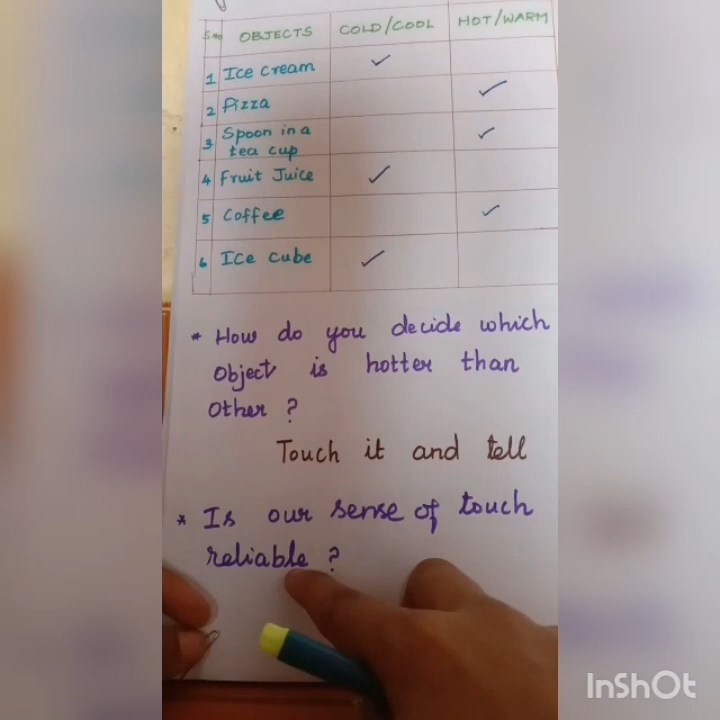 S.No OBJECTS COLD/COOL HOT/WARM
1 Ice cream ✓
2 Pizza ✓
3 Spoon in a
tea cup ✓
4 Fruit Juice ✓
5 Coffee ✓
6 Ice cube ✓
* How do you decide which
object is hotter than
other ?
Touch it and tell
* Is our sense of touch
reliable ?
InShOt